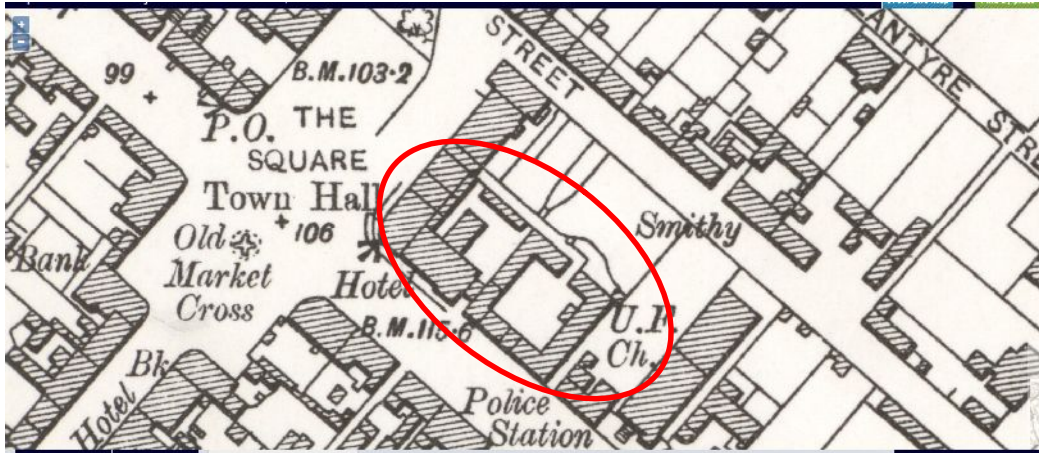 STREET
ANTYRE STRE
99
B.M.103·2
P.O.
THE
SQUARE
Town Hall
106
Smithy
Old
Market
Cross
Bank
Hotel
B.M.115·6
U.F.
Ch.
Bk
Hotel
Police
Station
+
-